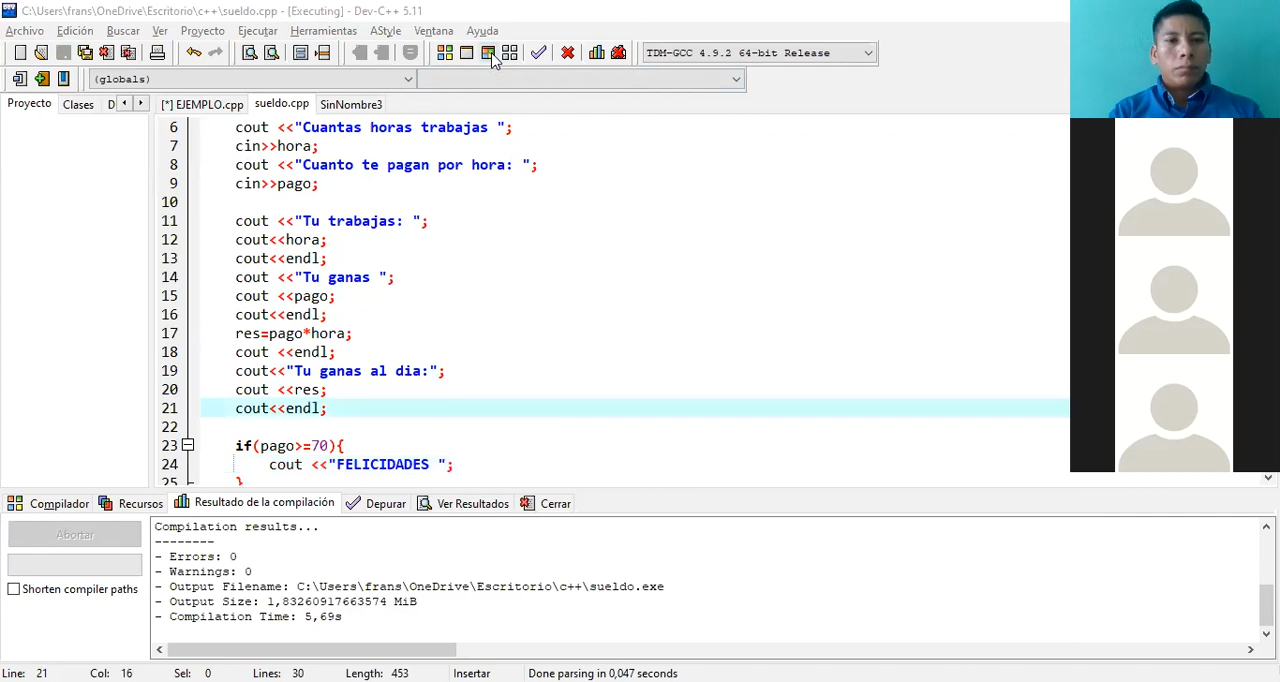 C:\Users\frans\OneDrive\Escritorio\c++\sueldo.cpp - [Executing] - Dev-C++ 5.11
Archivo Edición Buscar Ver Proyecto Ejecutar Herramientas AStyle Ventana Ayuda
TDM-GCC 4.9.2 64-bit Release
(globals)
Proyecto Clases D [*] EJEMPLO.cpp sueldo.cpp SinNombre3
6 cout <<"Cuantas horas trabajas ";
7 cin>>hora;
8 cout <<"Cuanto te pagan por hora: ";
9 cin>>pago;
10
11 cout <<"Tu trabajas: ";
12 cout<<hora;
13 cout<<endl;
14 cout <<"Tu ganas ";
15 cout <<pago;
16 cout<<endl;
17 res=pago*hora;
18 cout <<endl;
19 cout<<"Tu ganas al dia:";
20 cout <<res;
21 cout<<endl;
22
23 if(pago>=70){
24 cout <<"FELICIDADES ";
25 }
Compilador Recursos Resultado de la compilación Depurar Ver Resultados Cerrar
Abortar
Shorten compiler paths
Compilation results...
--------
- Errors: 0
- Warnings: 0
- Output Filename: C:\Users\frans\OneDrive\Escritorio\c++\sueldo.exe
- Output Size: 1,83260917663574 MiB
- Compilation Time: 5,69s
Line: 21 Col: 16 Sel: 0 Lines: 30 Length: 453 Insertar Done parsing in 0,047 seconds